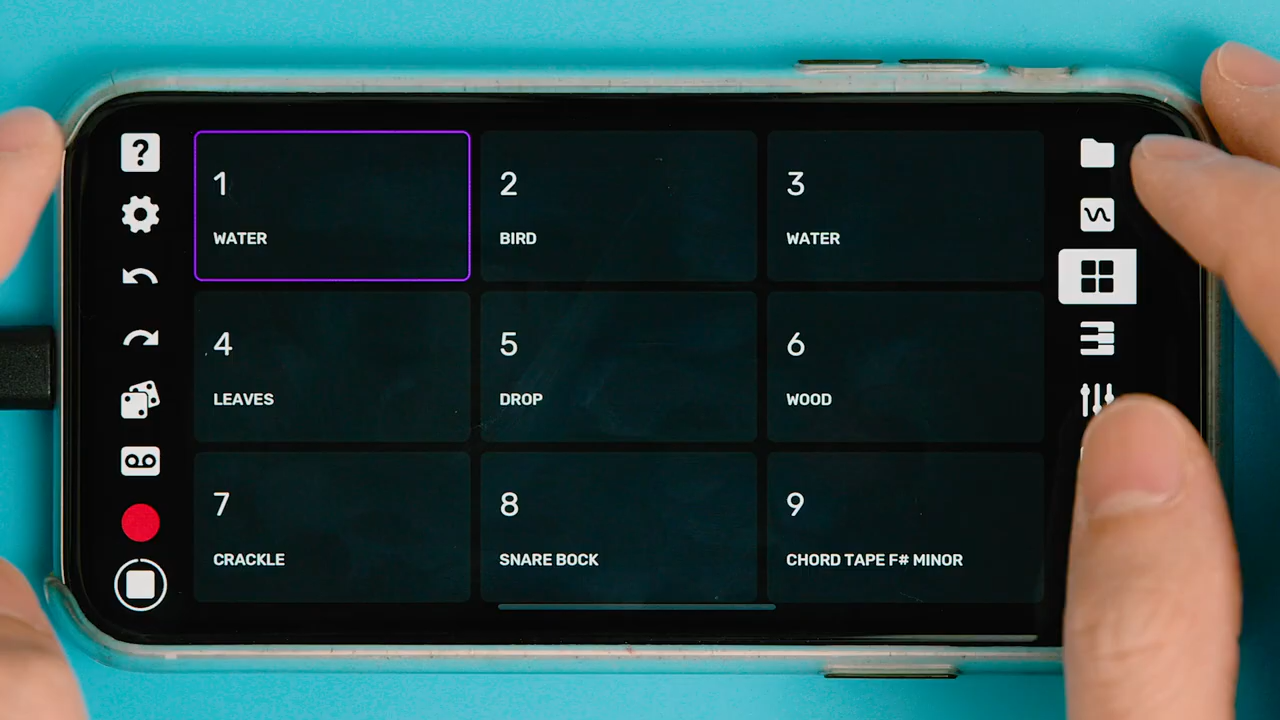 ?
1
WATER
2
BIRD
3
WATER
4
LEAVES
5
DROP
6
WOOD
7
CRACKLE
8
SNARE BOCK
9
CHORD TAPE F# MINOR